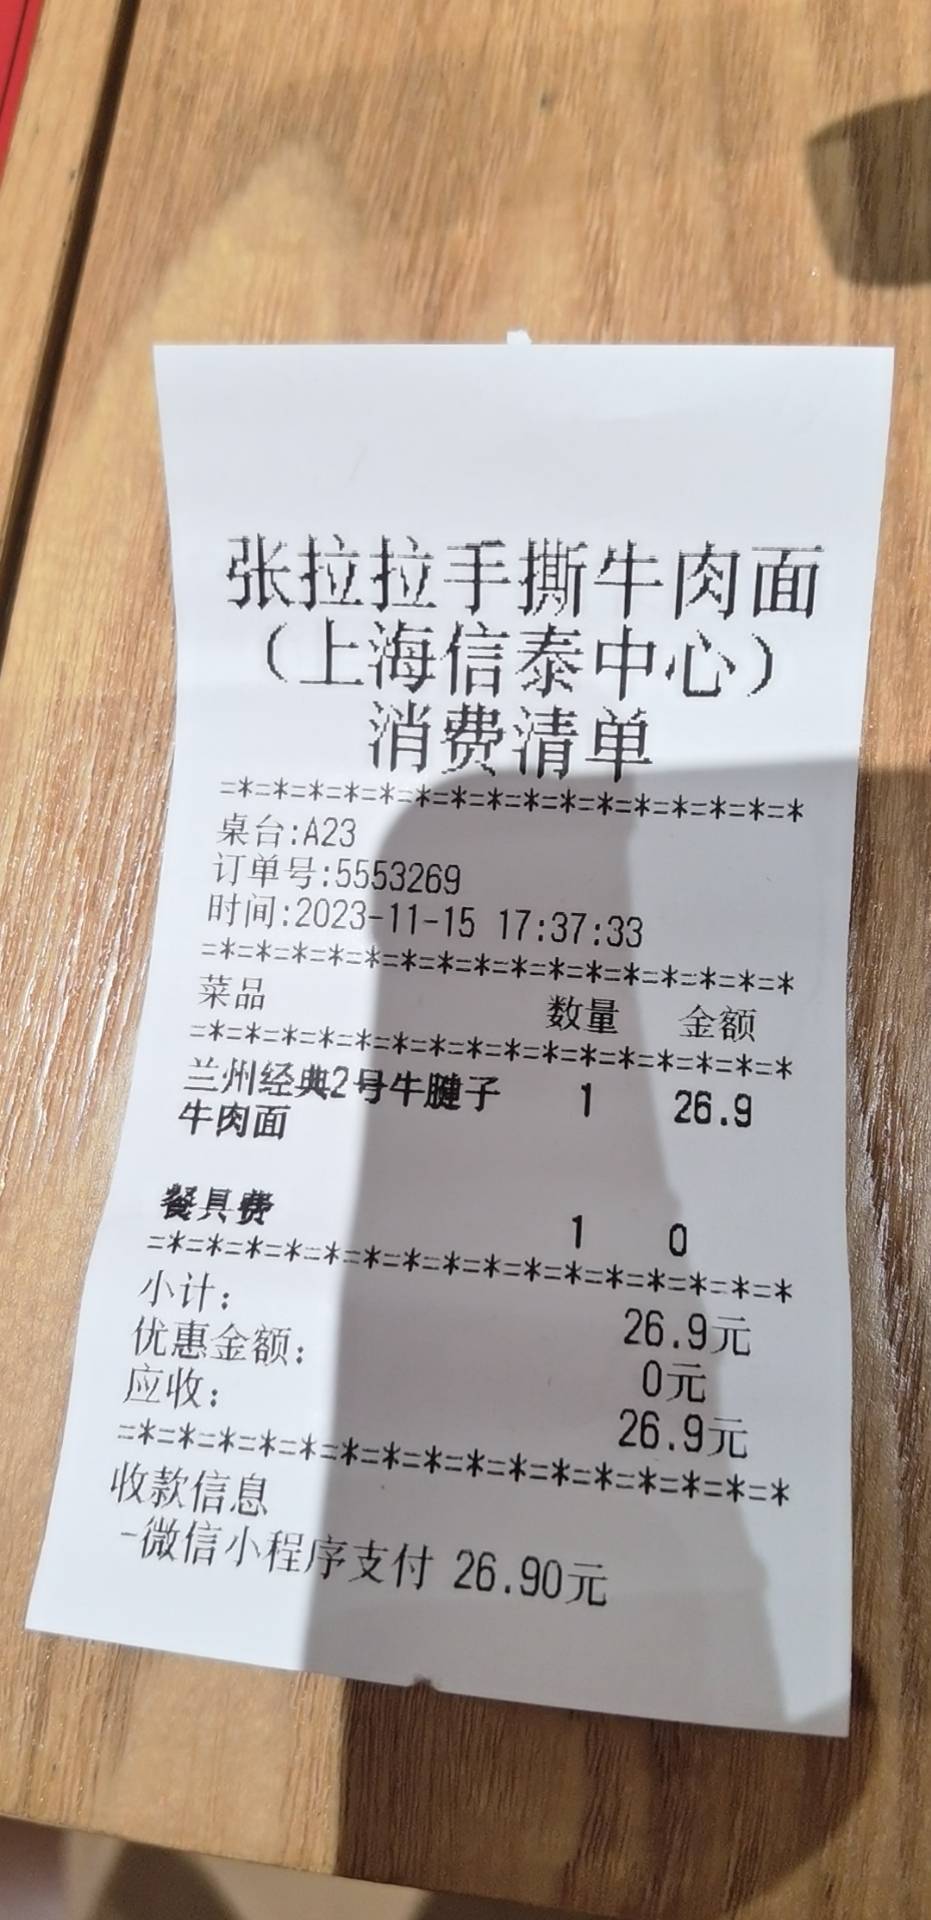 张拉拉手撕牛肉面
（上海信泰中心）
消费清单
=*=*=*=*=*=*=*=*=*=*=*=*=*=*=*=*
桌台:A23
订单号:5553269
时间:2023-11-15 17:37:33
=*=*=*=*=*=*=*=*=*=*=*=*=*=*=*=*
菜品 数量 金额
=*=*=*=*=*=*=*=*=*=*=*=*=*=*=*=*
兰州经典2号牛腱子 1 26.9
牛肉面
餐具费 1 0
=*=*=*=*=*=*=*=*=*=*=*=*=*=*=*=*
小计： 26.9元
优惠金额： 0元
应收： 26.9元
=*=*=*=*=*=*=*=*=*=*=*=*=*=*=*=*
收款信息
-微信小程序支付 26.90元